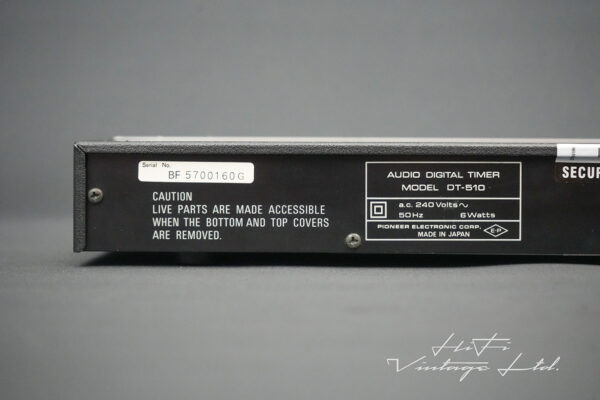 Serial No.
BF 5700160G
CAUTION
LIVE PARTS ARE MADE ACCESSIBLE
WHEN THE BOTTOM AND TOP COVERS
ARE REMOVED.
AUDIO DIGITAL TIMER
MODEL DT-510
a.c. 240 Volts~
50Hz 6 Watts
PIONEER ELECTRONIC CORP.
MADE IN JAPAN
E-P
SECUR
HiFi
Vintage Ltd.